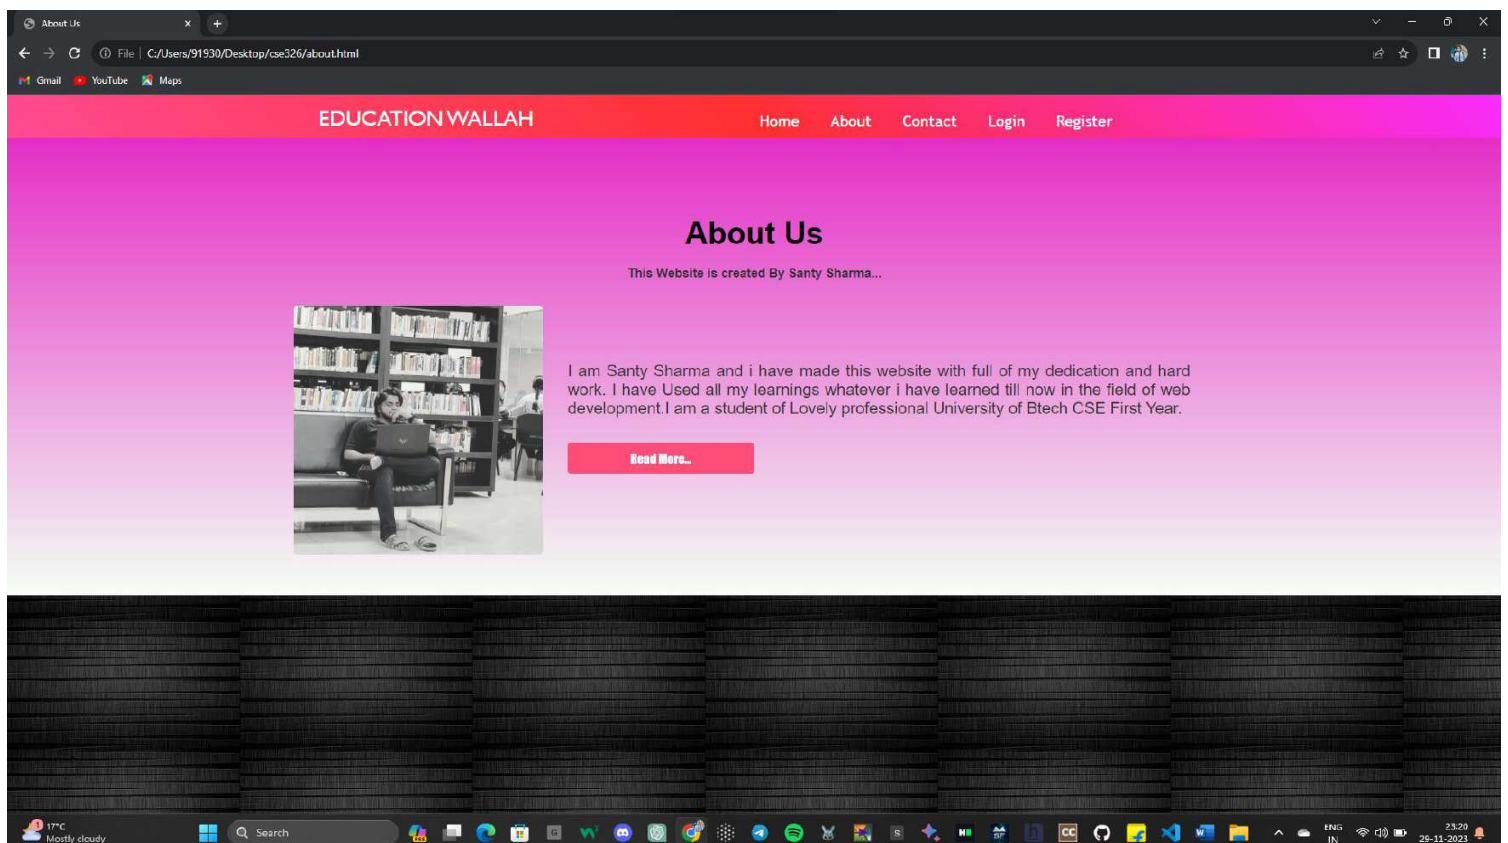 About Us
File | C:/Users/91930/Desktop/cse326/about.html
Gmail YouTube Maps
EDUCATION WALLAH Home About Contact Login Register
About Us
This Website is created By Santy Sharma...
I am Santy Sharma and i have made this website with full of my dedication and hard
work. I have Used all my learnings whatever i have learned till now in the field of web
development.I am a student of Lovely professional University of Btech CSE First Year.
Read More...
1 17°C
Mostly cloudy
Search
ENG
IN
23:20
29-11-2023